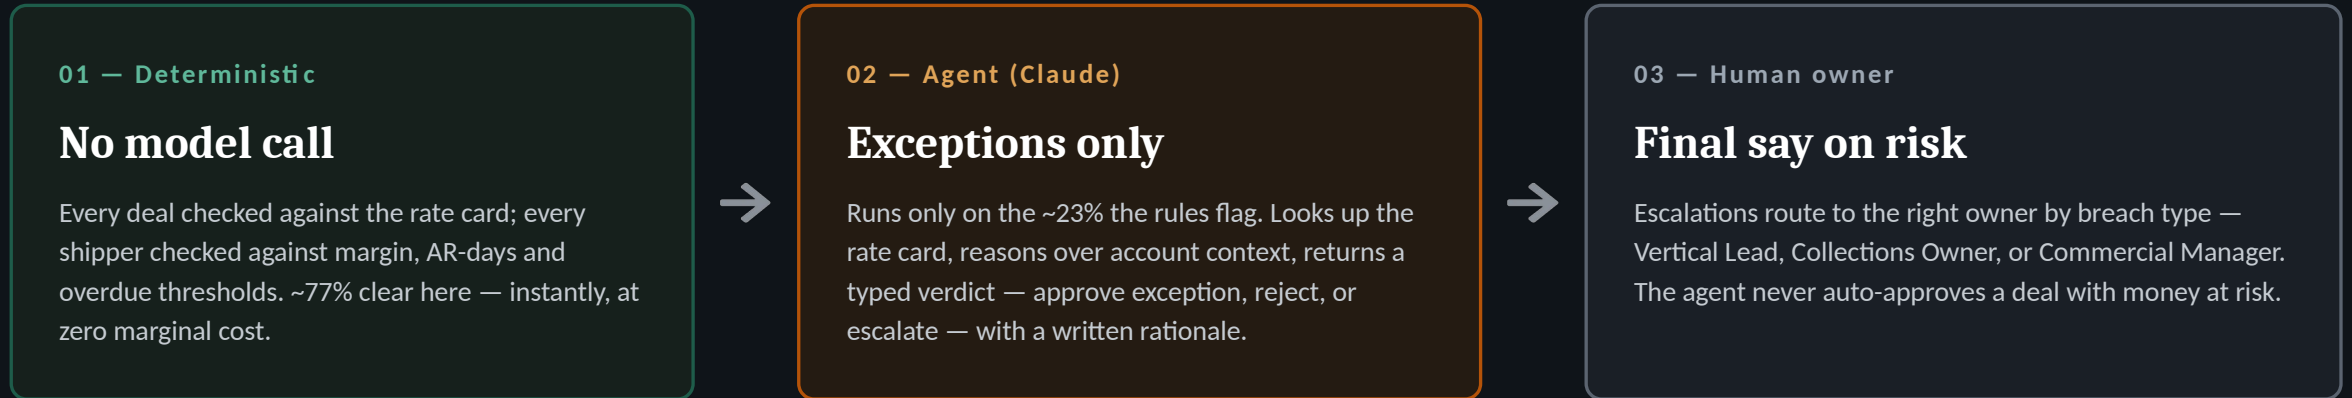 01 — Deterministic
No model call
Every deal checked against the rate card; every
shipper checked against margin, AR-days and
overdue thresholds. ~77% clear here — instantly, at
zero marginal cost.
02 — Agent (Claude)
Exceptions only
Runs only on the ~23% the rules flag. Looks up the
rate card, reasons over account context, returns a
typed verdict — approve exception, reject, or
escalate — with a written rationale.
03 — Human owner
Final say on risk
Escalations route to the right owner by breach type —
Vertical Lead, Collections Owner, or Commercial Manager.
The agent never auto-approves a deal with money at risk.